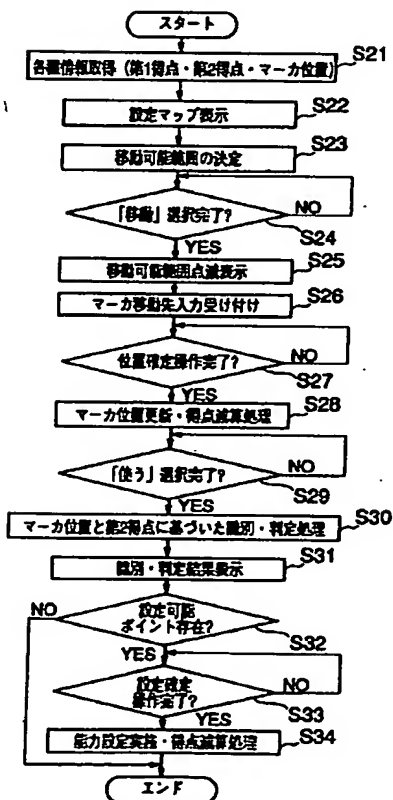 スタート
各種情報取得（第1得点・第2得点・マーカ位置） S21
設定マップ表示 S22
移動可能範囲の決定 S23
「移動」選択完了? NO
S24
YES
移動可能範囲点滅表示 S25
マーカ移動先入力受け付け S26
位置確定操作完了? NO
S27
YES
マーカ位置更新・得点減算処理 S28
「使う」選択完了? NO
S29
YES
マーカ位置と第2得点に基づいた識別・判定処理 S30
識別・判定結果表示 S31
NO 設定可能
ポイント存在?
S32
YES
設定確定
操作完了? NO
S33
YES
能力設定実施・得点減算処理 S34
エンド